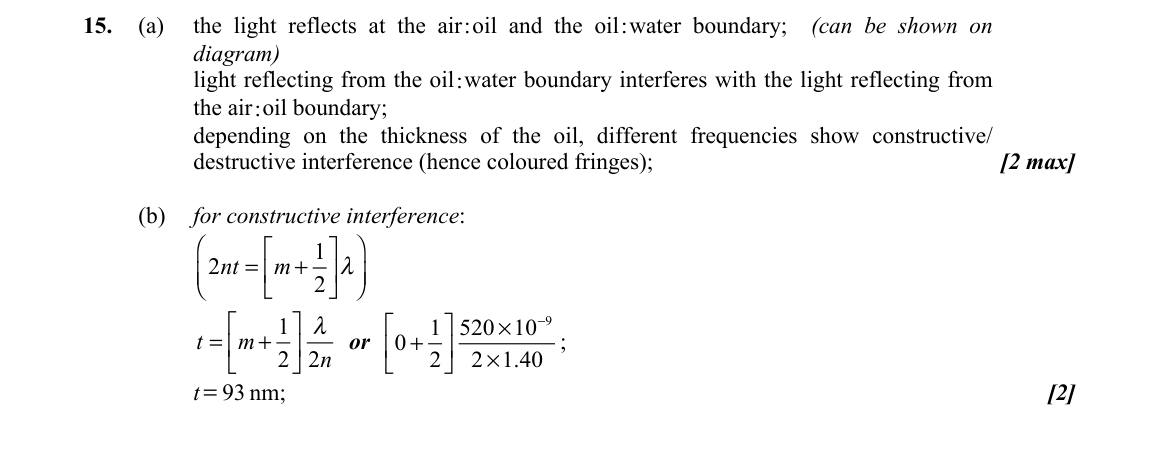 15. (a) the light reflects at the air:oil and the oil:water boundary; (can be shown on
diagram)
light reflecting from the oil:water boundary interferes with the light reflecting from
the air:oil boundary;
depending on the thickness of the oil, different frequencies show constructive/
destructive interference (hence coloured fringes); [2 max]
(b) for constructive interference:
(2nt = [m + 1/2] λ)
t = [m + 1/2] λ/2n or [0 + 1/2] 520×10⁻⁹/2×1.40 ;
t = 93 nm; [2]